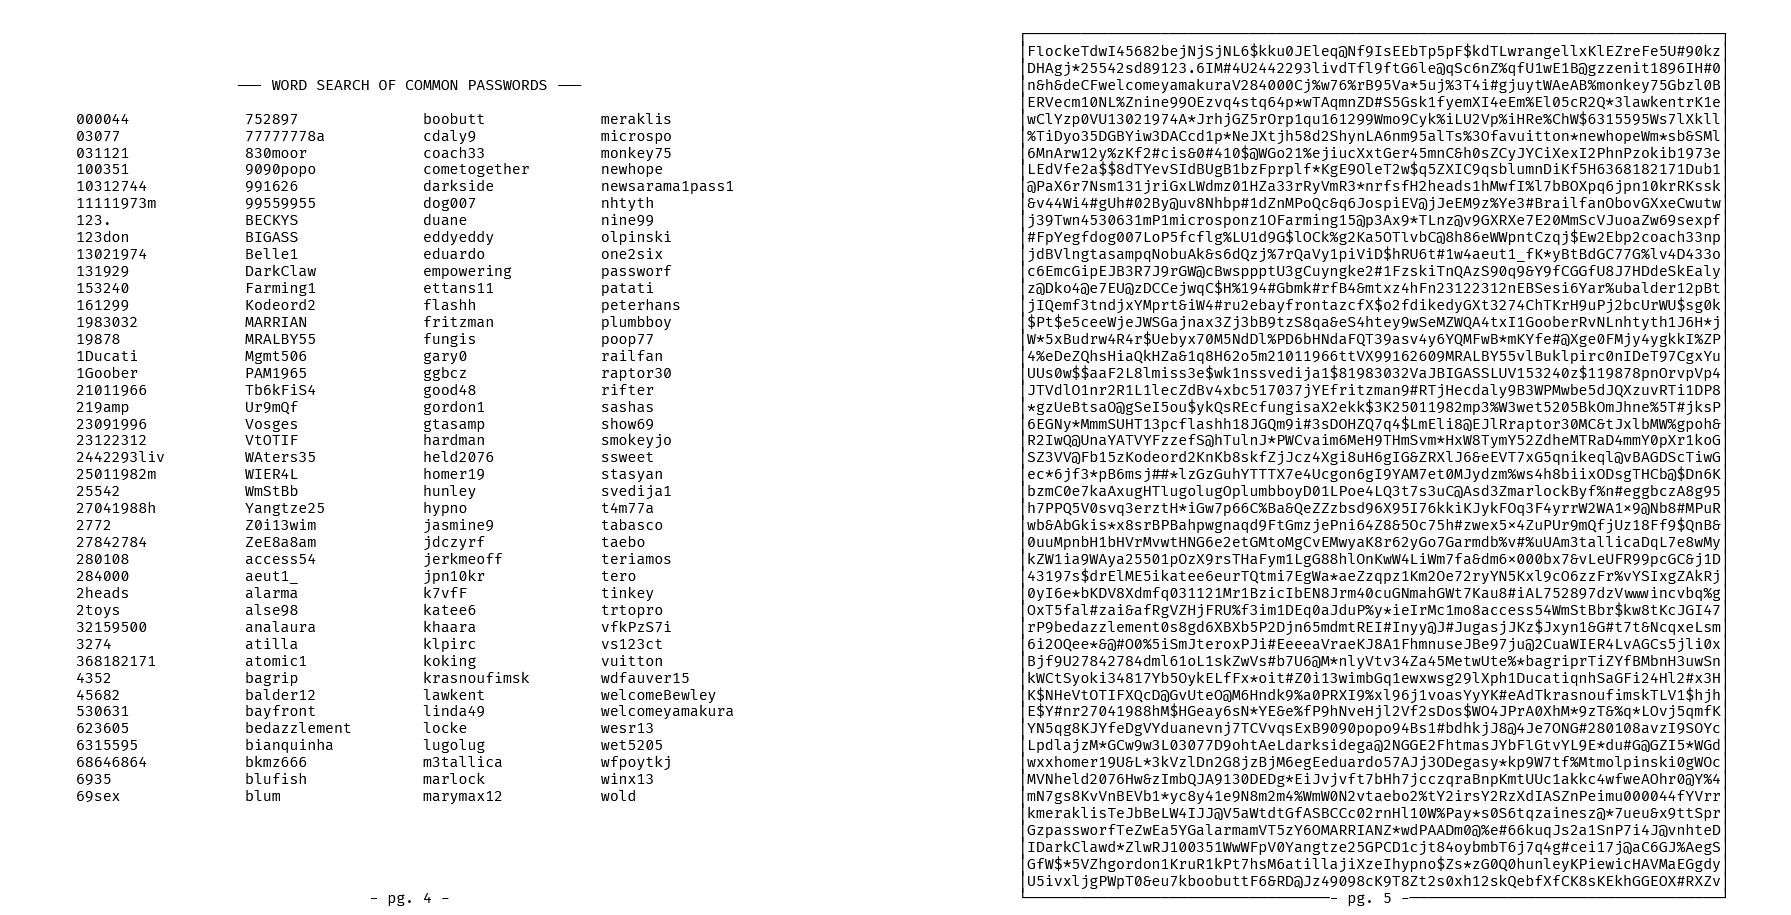 —— WORD SEARCH OF COMMON PASSWORDS ——
000044 752897 boobutt meraklis
03077 77777778a cdaly9 microspo
031121 830moor coach33 monkey75
100351 9090popo cometogether newhope
10312744 991626 darkside newsarama1pass1
11111973m 99559955 dog007 nhtyth
123. BECKYS duane nine99
123don BIGASS eddyeddy olpinski
13021974 Belle1 eduardo one2six
131929 DarkClaw empowering passworf
153240 Farming1 ettans11 patati
161299 Kodeord2 flashh peterhans
1983032 MARRIAN fritzman plumbboy
19878 MRALBY55 fungis poop77
1Ducati Mgmt506 gary0 railfan
1Goober PAM1965 ggbcz raptor30
21011966 Tb6kFiS4 good48 rifter
219amp Ur9mQf gordon1 sashas
23091996 Vosges gtasamp show69
23122312 VtOTIF hardman smokeyjo
2442293liv WAters35 held2076 ssweet
25011982m WIER4L homer19 stasyan
25542 WmStBb hunley svedija1
27041988h Yangtze25 hypno t4m77a
2772 Z0i13wim jasmine9 tabasco
27842784 ZeE8a8am jdczyrf taebo
280108 access54 jerkmeoff teriamos
284000 aeut1_ jpn10kr tero
2heads alarma k7vfF tinkey
2toys alse98 katee6 trtopro
32159500 analaura khaara vfkPzS7i
3274 atilla klpirc vs123ct
368182171 atomic1 koking vuitton
4352 bagrip krasnoufimsk wdfauver15
45682 balder12 lawkent welcomeBewley
530631 bayfront linda49 welcomeyamakura
623605 bedazzlement locke wesr13
6315595 bianquinha lugolug wet5205
68646864 bkmz666 m3tallica wfpoytkj
6935 blufish marlock winx13
69sex blum marymax12 wold
- pg. 4 -
FlockeTdwI45682bejNjSjNL6$kku0JEleq@Nf9IsEEbTp5pF$kdTLwrangellxKlEZreFe5U#90kz
DHAgj*25542sd89123.6IM#4U2442293livdTfl9ftG6le@qSc6nZ%qfU1wE1B@gzzenit1896IH#0
n&h&deCFwelcomeyamakuraV284000Cj%w76%rB95Va*5uj%3T4i#gjuytWAeAB%monkey75Gbzl0B
ERVecm10NL%Znine99OEzvq4stq64p*wTAqmnZD#S5Gsk1fyemXI4eEm%El05cR2Q*3lawkentrK1e
wClYzp0VU13021974A*JrhjGZ5rOrp1qu161299Wmo9Cyk%iLU2Vp%iHRe%ChW$6315595Ws7lXkll
%TiDyo35DGBYiw3DACcd1p*NeJXtjh58d2ShynLA6nm95alTs%3Ofavuitton*newhopeWm*sb&SMl
6MnArw12y%zKf2#cis&0#410$@WGo21%ejiucXxtGer45mnC&h0sZCyJYCiXexI2PhnPzokib1973e
LEdVfe2a$$8dTYevSIdBUgB1bzFprplf*KgE9OleT2w$q5ZXIC9qsblumnDiKf5H6368182171Dub1
@PaX6r7Nsm131jriGxLWdmz01HZa33rRyVmR3*nrfsfH2heads1hMwfI%l7bBOXpq6jpn10krRKssk
&v44Wi4#gUh#02By@uv8Nhbp#1dZnMPoQc&q6JospiEV@jJeEM9z%Ye3#BrailfanObovGXxeCwutw
j39Twn4530631mP1microsponz1OFarming15@p3Ax9*TLnz@v9GXRXe7E20MmScVJuoaZw69sexpf
#FpYegfdog007LoP5fcflg%LU1d9G$lOCk%g2Ka5OTlvbC@8h86eWWpntCzqj$Ew2Ebp2coach33np
jdBVlngtasampqNobuAk&s6dQzj%7rQaVy1piViD$hRU6t#1w4aeut1_fK*yBtBdGC77G%lv4D433o
c6EmcGipEJB3R7J9rGW@cBwsppptU3gCuyngke2#1FzskiTnQAzS90q9&Y9fCGGfU8J7HDdeSkEaly
z@Dko4@e7EU@zDCCejwqC$H%194#Gbmk#rfB4&mtxz4hFn23122312nEBSesi6Yar%ubalder12pBt
jIQemf3tndjxYMprt&iW4#ru2ebayfrontazcfX$o2fdikedyGXt3274ChTKrH9uPj2bcUrWU$sg0k
$Pt$e5ceeWjeJWSGajnax3Zj3bB9tzS8qa&eS4htey9wSeMZWQA4txI1GooberRvNLnhtyth1J6H*j
W*5xBudrw4R4r$Uebyx70M5NdDl%PD6bHNdaFQT39asv4y6YQMFwB*mKYfe#@Xge0FMjy4ygkkI%ZP
4%eDeZQhsHiaQkHZa&1q8H62o5m21011966ttVX99162609MRALBY55vlBuklpirc0nIDeT97CgxYu
UUs0w$$aaF2L8lmiss3e$wk1nssvedija1$81983032VaJBIGASSLUV153240z$119878pnOrvpVp4
JTVdlO1nr2R1L1lecZdBv4xbc517037jYEfritzman9#RTjHecdaly9B3WPMwbe5dJQXzuvRTi1DP8
*gzUeBtsaO@gSeI5ou$ykQsREcfungisaX2ekk$3K25011982mp3%W3wet5205BkOmJhne%5T#jksP
6EGNy*MmmSUHT13pcflashh18JGQm9i#3sDOHZQ7q4$LmEli8@EJlRraptor30MC&tJxlbMW%gpoh&
R2IwQ@UnaYATVYFzzefS@hTulnJ*PWCvaim6MeH9THmSvm*HxW8TymY52ZdheMTRaD4mmY0pXr1koG
SZ3VV@Fb15zKodeord2KnKb8skfZjJcz4Xgi8uH6gIG&ZRXlJ6&eEVT7xG5qnikeql@vBAGDScTiwG
ec*6jf3*pB6msj##*lzGzGuhYTTTX7e4Ucgon6gI9YAM7et0MJydzm%ws4h8biixODsgTHCb@$Dn6K
bzmC0e7kaAxugHTlugolugOplumbboyD01LPoe4LQ3t7s3uC@Asd3ZmarlockByf%n#eggbczA8g95
h7PPQ5V0svq3erztH*iGw7p66C%Ba&QeZZzbsd96X95I76kkiKJykFOq3F4yrrW2WA1×9@Nb8#MPuR
wb&AbGkis*x8srBPBahpwgnaqd9FtGmzjePni64Z8&5Oc75h#zwex5×4ZuPUr9mQfjUz18Ff9$QnB&
0uuMpnbH1bHVrMvwtHNG6e2etGMtoMgCvEMwyaK8r62yGo7Garmdb%v#%uUAm3tallicaDqL7e8wMy
kZW1ia9WAya25501pOzX9rsTHaFym1LgG88hlOnKwW4LiWm7fa&dm6×000bx7&vLeUFR99pcGC&j1D
43197s$drElME5ikatee6eurTQtmi7EgWa*aeZzqpz1Km2Oe72ryYN5Kxl9cO6zzFr%vYSIxgZAkRj
0yI6e*bKDV8Xdmfq031121Mr1BzicIbEN8Jrm40cuGNmahGWt7Kau8#iAL752897dzVwwwincvbq%g
OxT5fal#zai&afRgVZHjFRU%f3im1DEq0aJduP%y*ieIrMc1mo8access54WmStBbr$kw8tKcJGI47
rP9bedazzlement0s8gd6XBXb5P2Djn65mdmtREI#Inyy@J#JugasjJKz$Jxyn1&G#t7t&NcqxeLsm
6i2OQee*&@#O0%5iSmJteroxPJi#EeeeaVraeKJ8A1FhmnuseJBe97ju@2CuaWIER4LvAGCs5jli0x
Bjf9U27842784dml61oL1skZwVs#b7U6@M*nlyVtv34Za45MetwUte%*bagriprTiZYfBMbnH3uwSn
kWCtSyoki34817Yb5OykELfFx*oit#Z0i13wimbGq1ewxwsg29lXph1DucatiqnhSaGFi24Hl2#x3H
K$NHeVtOTIFXQcD@GvUteO@M6Hndk9%a0PRXI9%xl96j1voasYyYK#eAdTkrasnoufimskTLV1$hjh
E$Y#nr27041988hM$HGeay6sN*YE&e%fP9hNveHjl2Vf2sDos$WO4JPrA0XhM*9zT&%q*LOvj5qmfK
YN5qg8KJYfeDgVYduanevnj7TCVvqsExB9090popo94Bs1#bdhkjJ8@4Je7ONG#280108avzI9SOYc
LpdlajzM*GCw9w3L03077D9ohtAeLdarksidega@2NGGE2FhtmasJYbFlGtvYL9E*du#G@GZI5*WGd
wxxhomer19U&L*3kVzlDn2G8jzBjM6egEeduardo57AJj3ODegasy*kp9W7tf%Mtmolpinski0gWOc
MVNheld2076Hw&zImbQJA9130DEDg*EiJvjvft7bHh7jcczqraBnpKmtUUc1akkc4wfweAOhr0@Y%4
mN7gs8KvVnBEVb1*yc8y41e9N8m2m4%WmW0N2vtaebo2%tY2irsY2RzXdIASZnPeimu000044fYVrr
kmeraklisTeJbBeLW4IJJ@V5aWtdtGfASBCCc02rnHl10W%Pay*s0S6tqzainesz@*7ueu&x9ttSpr
GzpassworfTeZwEa5YGalarmamVT5zY6OMARRIANZ*wdPAADm0@%e#66kuqJs2a1SnP7i4J@vnhteD
IDarkClawd*ZlwRJ100351WwWFpV0Yangtze25GPCD1cjt84oybmbT6j7q4g#cei17j@aC6GJ%AegS
GfW$*5VZhgordon1KruR1kPt7hsM6atillajiXzeIhypno$Zs*zG0Q0hunleyKPiewicHAVMaEGgdy
U5ivxljgPWpT0&eu7kboobuttF6&RD@Jz49098cK9T8Zt2s0xh12skQebfXfCK8sKEkhGGEOX#RXZv
- pg. 5 -